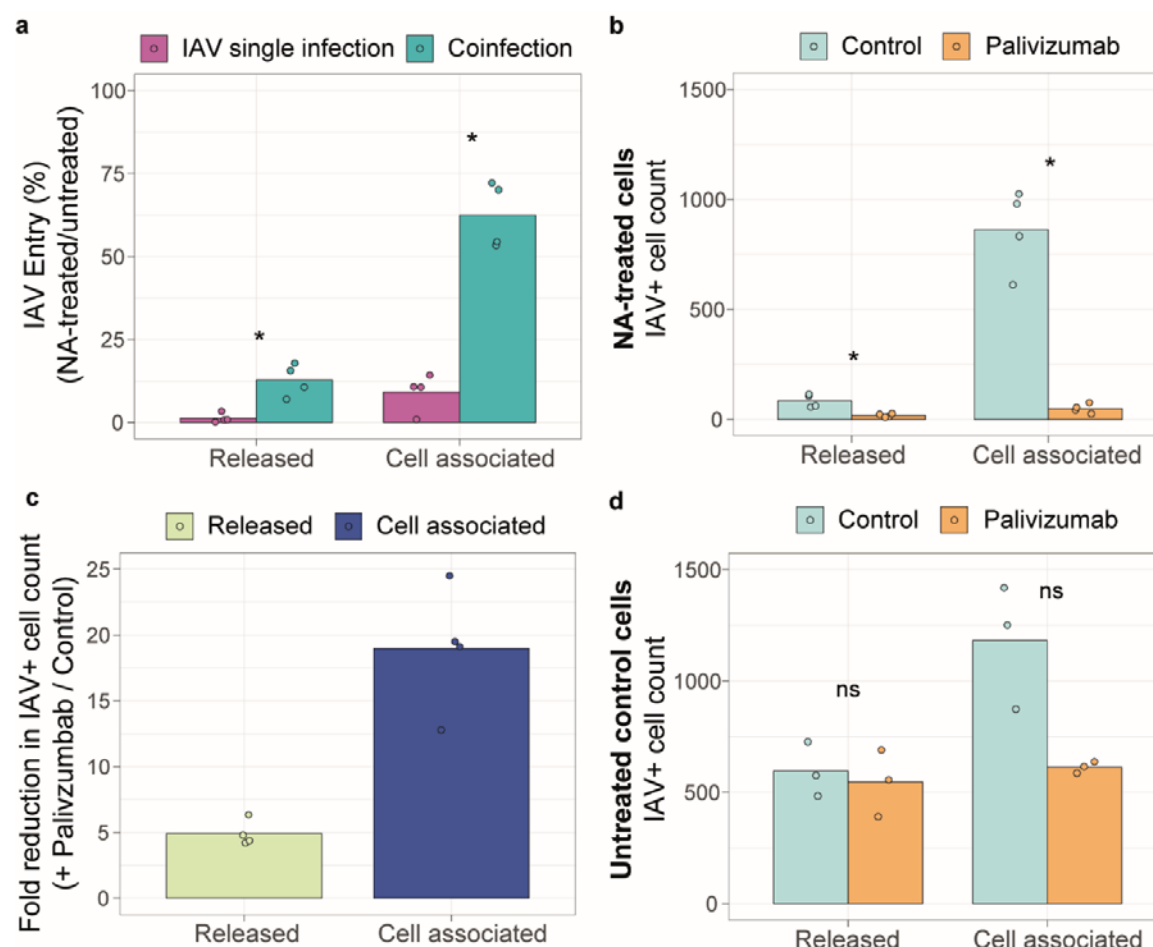 a
IAV single infection Coinfection
IAV Entry (%)
(NA-treated/untreated)
100
75
50
25
0
*
*
Released Cell associated
b
Control Palivizumab
NA-treated cells
IAV+ cell count
1500
1000
500
0
*
*
Released Cell associated
c
Released Cell associated
Fold reduction in IAV+ cell count
(+ Palivzumbab / Control)
25
20
15
10
5
0
Released Cell associated
d
Control Palivizumab
Untreated control cells
IAV+ cell count
1500
1000
500
0
ns
ns
Released Cell associated